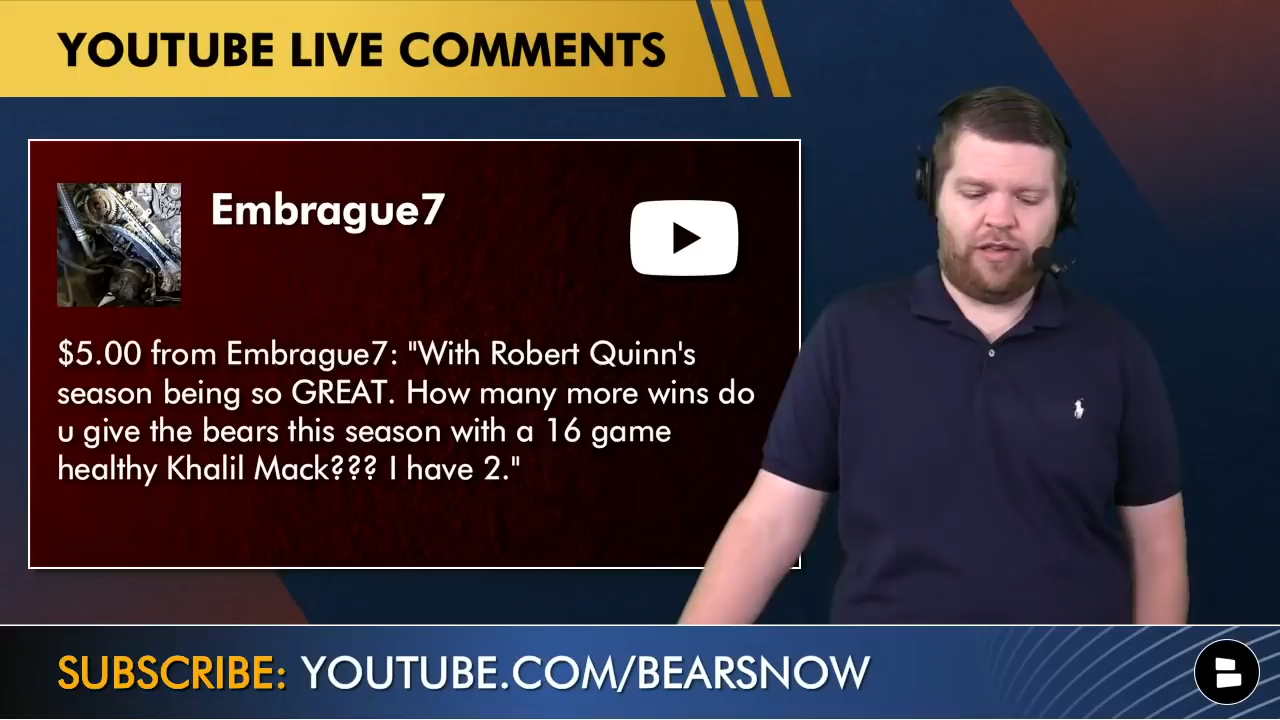 YOUTUBE LIVE COMMENTS
Embrague7
$5.00 from Embrague7: "With Robert Quinn's
season being so GREAT. How many more wins do
u give the bears this season with a 16 game
healthy Khalil Mack??? I have 2."
SUBSCRIBE: YOUTUBE.COM/BEARSNOW